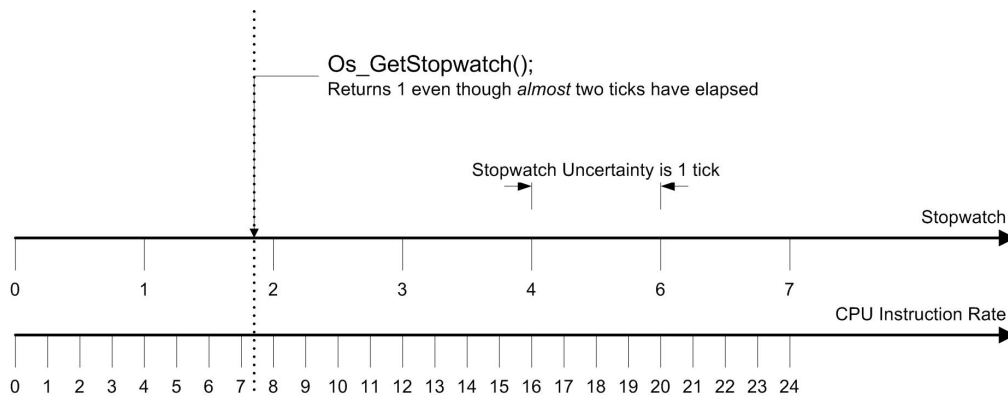 Os_GetStopwatch();
Returns 1 even though almost two ticks have elapsed
Stopwatch Uncertainty is 1 tick
Stopwatch
0 1 2 3 4 6 7
CPU Instruction Rate
0 1 2 3 4 5 6 7 8 9 10 11 12 13 14 15 16 17 18 19 20 21 22 23 24